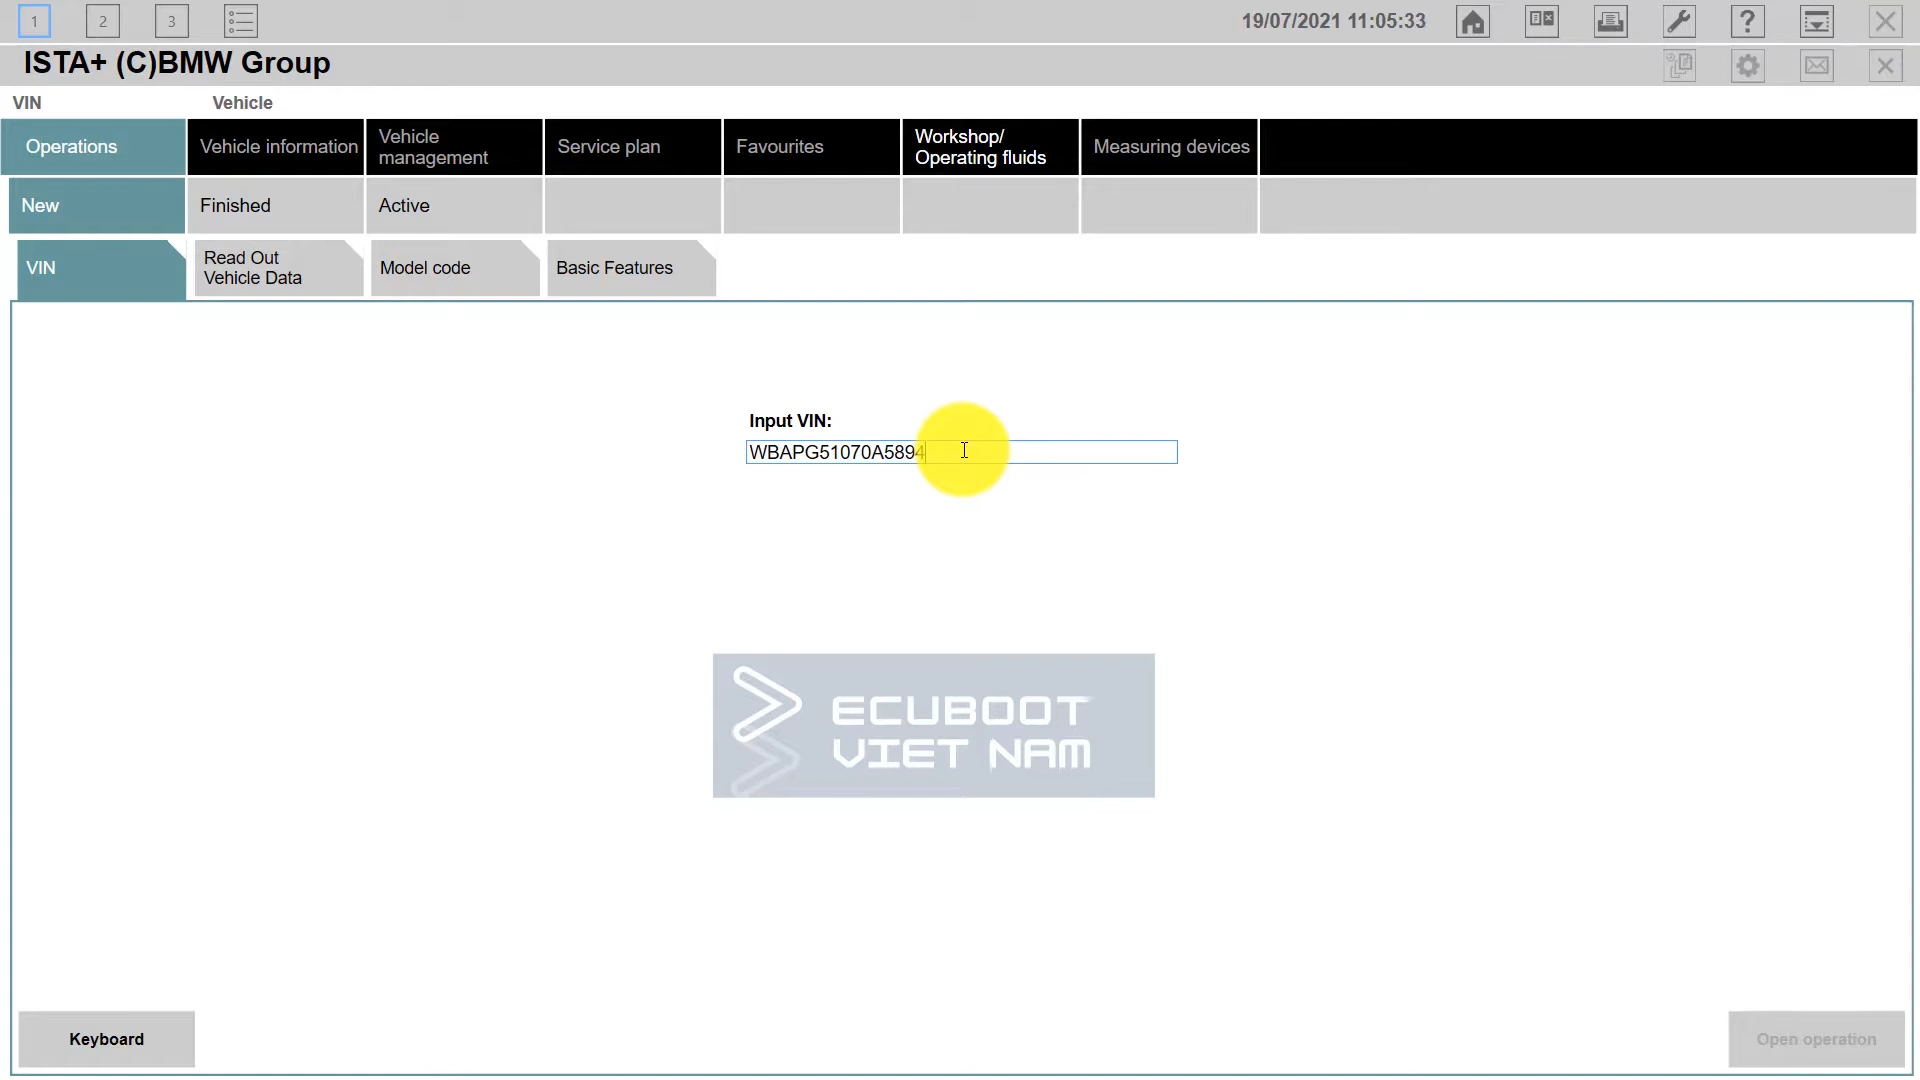 1 2 3 19/07/2021 11:05:33 ?
ISTA+ (C)BMW Group
VIN Vehicle
Operations Vehicle information Vehicle management Service plan Favourites Workshop/ Operating fluids Measuring devices
New Finished Active
VIN Read Out Vehicle Data Model code Basic Features
Input VIN:
WBAPG51070A5894
ECUBOOT
VIET NAM
Keyboard Open operation